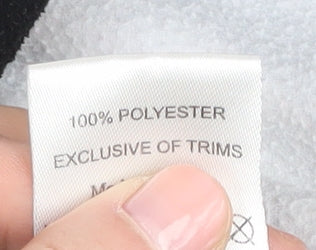 100% POLYESTER
EXCLUSIVE OF TRIMS